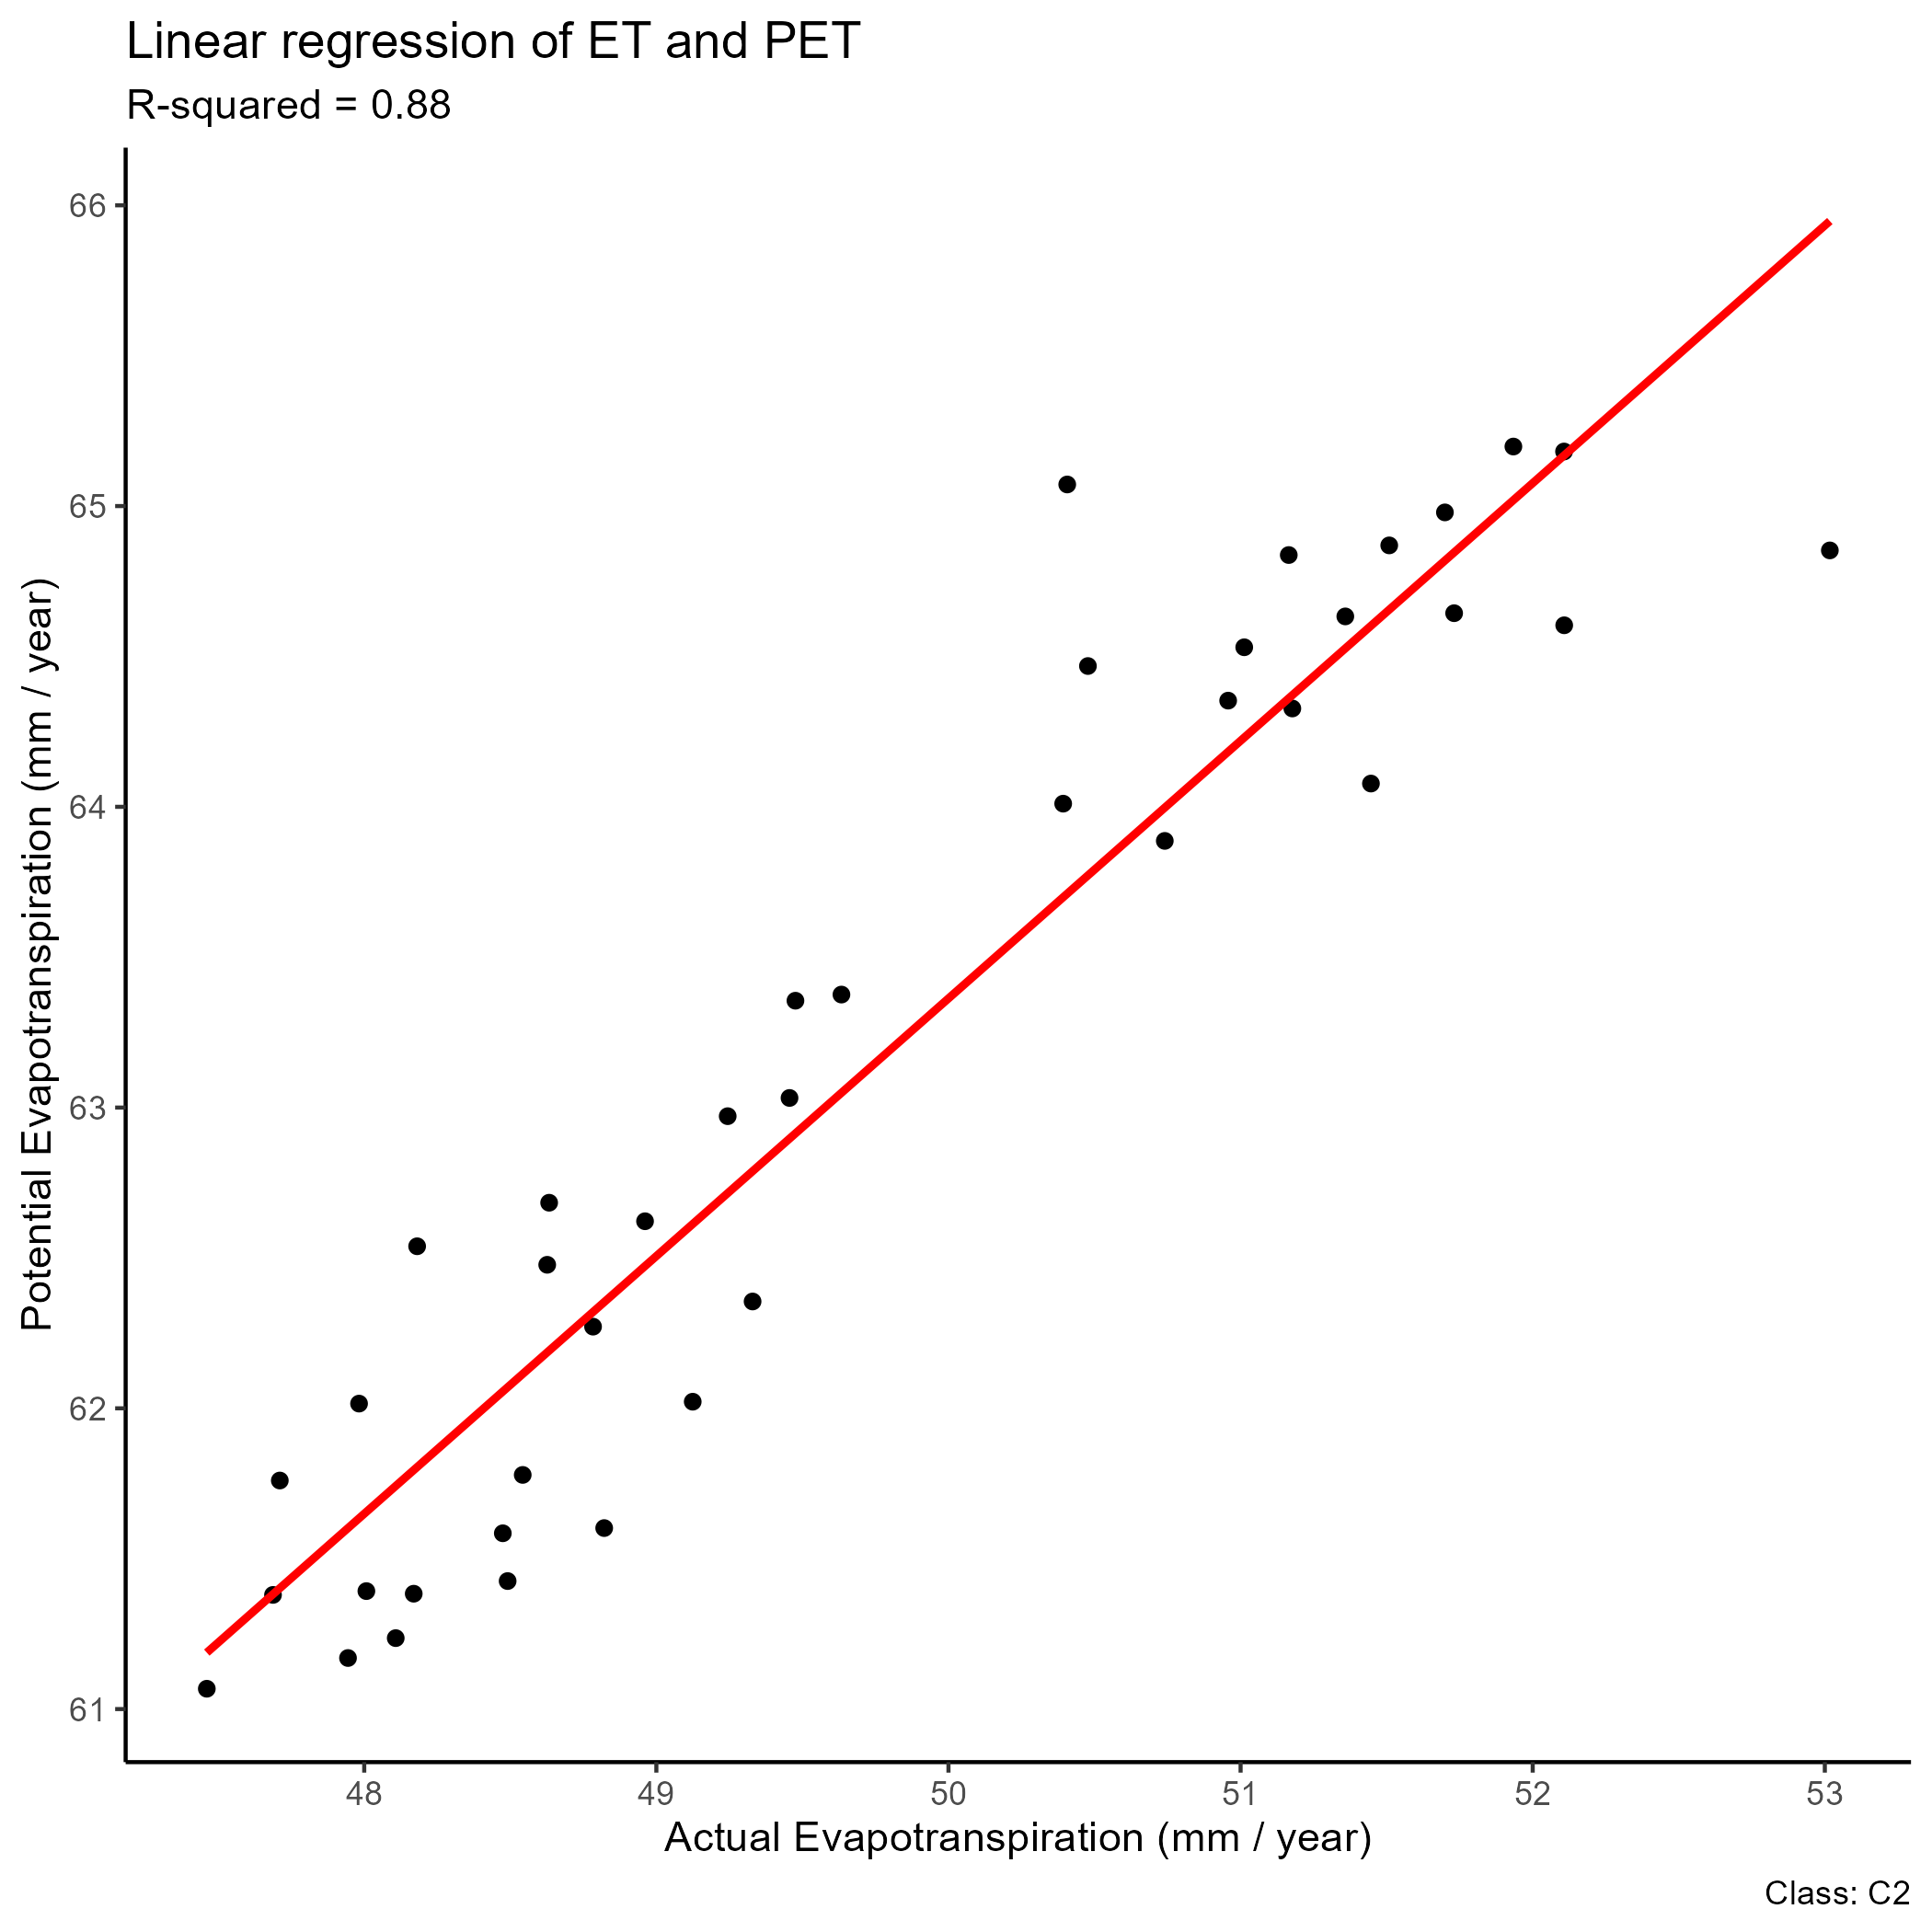 Linear regression of ET and PET
R-squared = 0.88
66
65
64
63
62
61
Potential Evapotranspiration (mm / year)
48 49 50 51 52 53
Actual Evapotranspiration (mm / year)
Class: C2